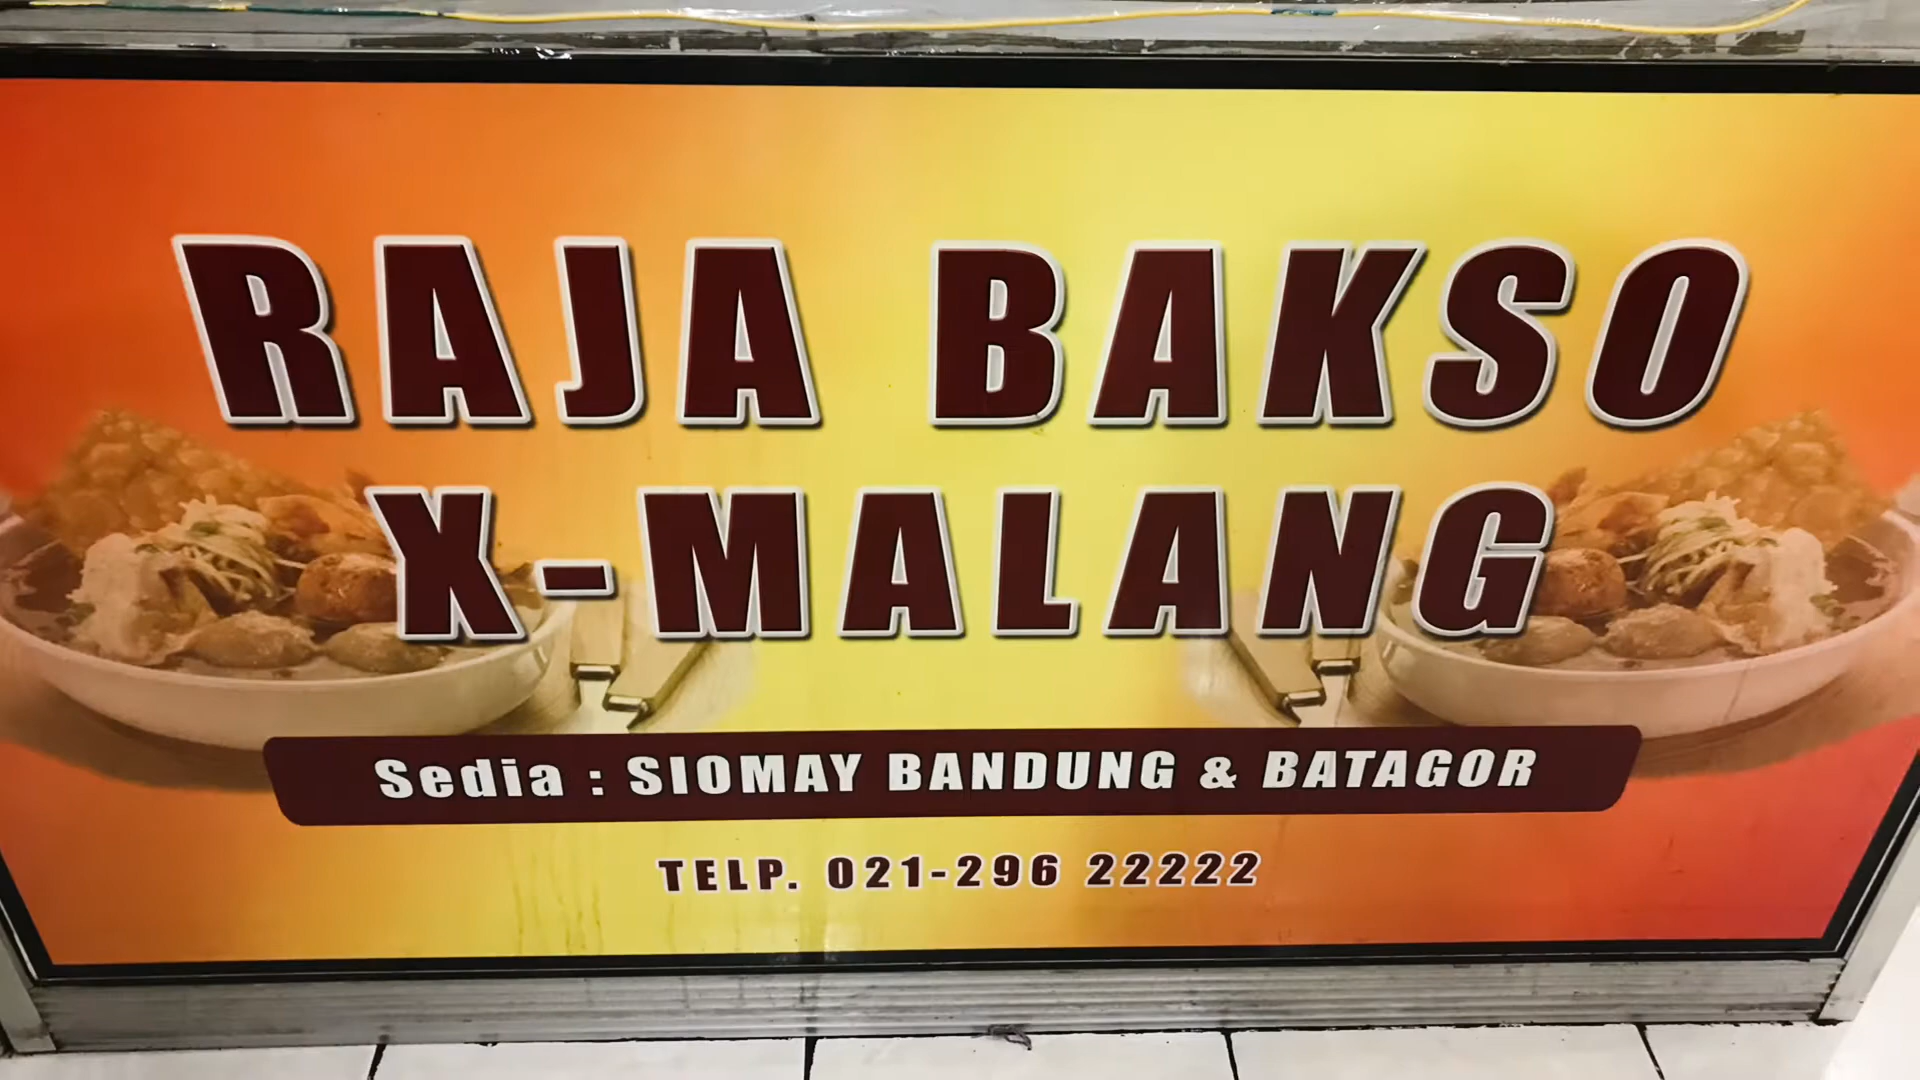 RAJA BAKSO
X-MALANG
Sedia : SIOMAY BANDUNG & BATAGOR
TELP. 021-296 22222